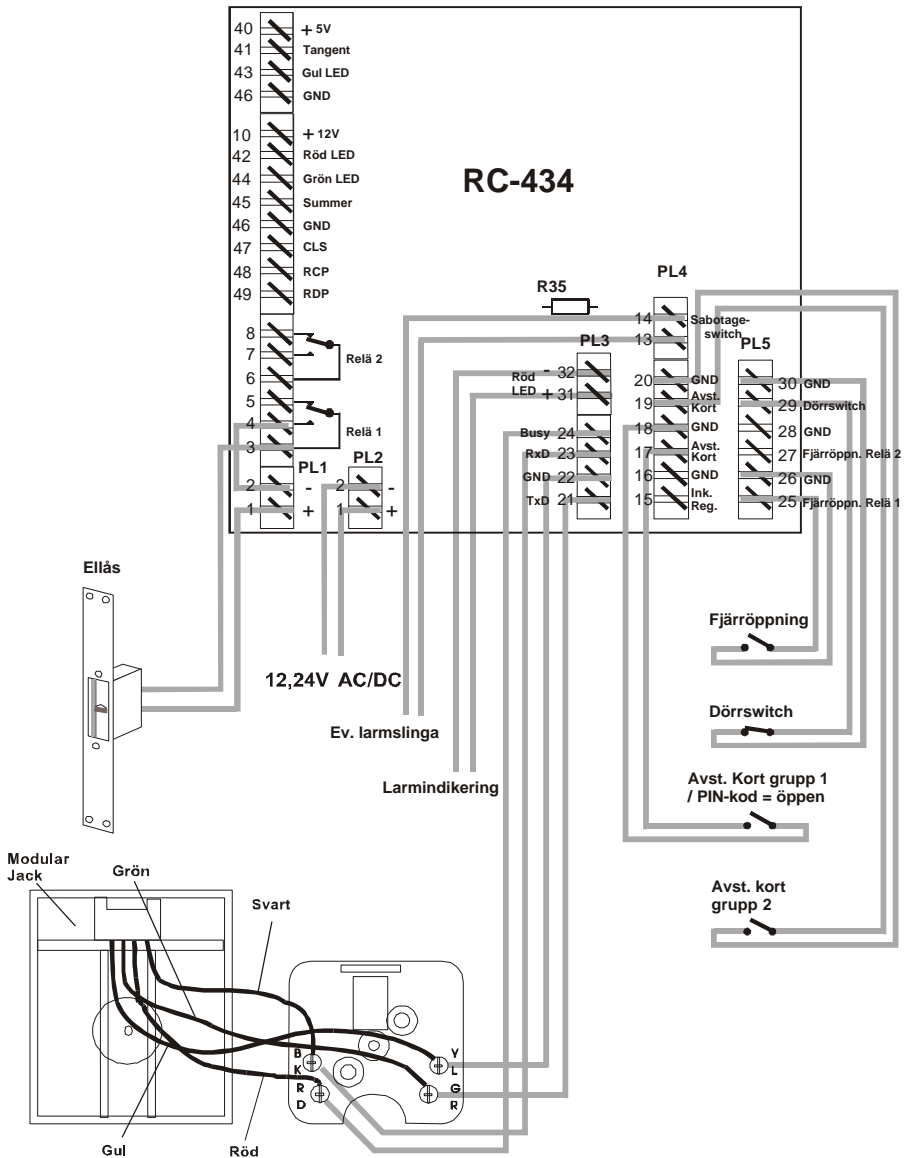 40 + 5V
41 Tangent
43 Gul LED
46 GND
10 + 12V
42 Röd LED
44 Grön LED
45 Summer
46 GND
47 CLS
48 RCP
49 RDP
RC-434
8
7
6
Relä 2
5
4
3
Relä 1
PL1
2 -
1 +
PL2
2 -
1 +
R35
PL4
14 Sabotage-
13 switch
PL3
Röd
LED
- 32
+ 31
Busy 24
RxD 23
GND 22
TxD 21
20 GND
19 Avst.
Kort
18 GND
17 Avst.
Kort
16 GND
15 Ink.
Reg.
PL5
30 GND
29 Dörrswitch
28 GND
27 Fjärröppn. Relä 2
26 GND
25 Fjärröppn. Relä 1
Ellås
12,24V AC/DC
Ev. larmslinga
Larmindikering
Fjärröppning
Dörrswitch
Avst. Kort grupp 1
/ PIN-kod = öppen
Avst. kort
grupp 2
Modular
Jack
Grön
Svart
B
K
R
D
Y
L
G
R
Gul
Röd